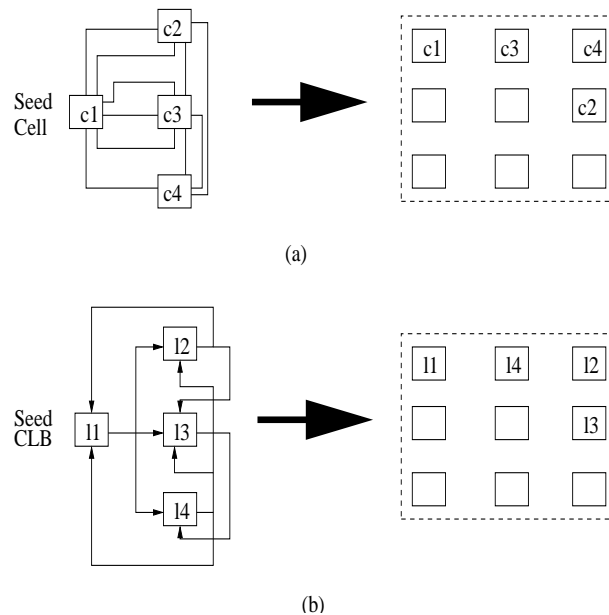 c2
c1 c3 c4
Seed
Cell
c1
c3
c2
c4
(a)
l2
l1 l4 l2
Seed
CLB
l1
l3
l3
l4
(b)